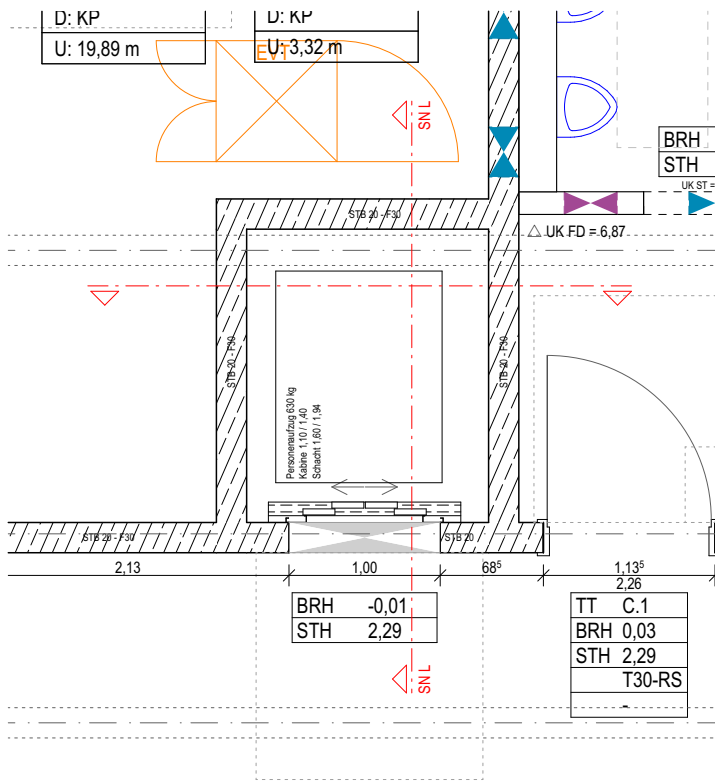 D: KP
U: 19,89 m
D: KP
U: 3,32 m
EVT
SN L
BRH
STH
UK ST =
STB 20 - F30
△ UK FD = 6,87
STB 20 - F30
STB 20 - F30
Personenaufzug 630 kg
Kabine 1,10 / 1,40
Schacht 1,60 / 1,94
STB 20 - F30
STB 20
2,13
1,00
68⁵
1,13⁵
2,26
BRH -0,01
STH 2,29
TT C.1
BRH 0,03
STH 2,29
T30-RS
-
SN L